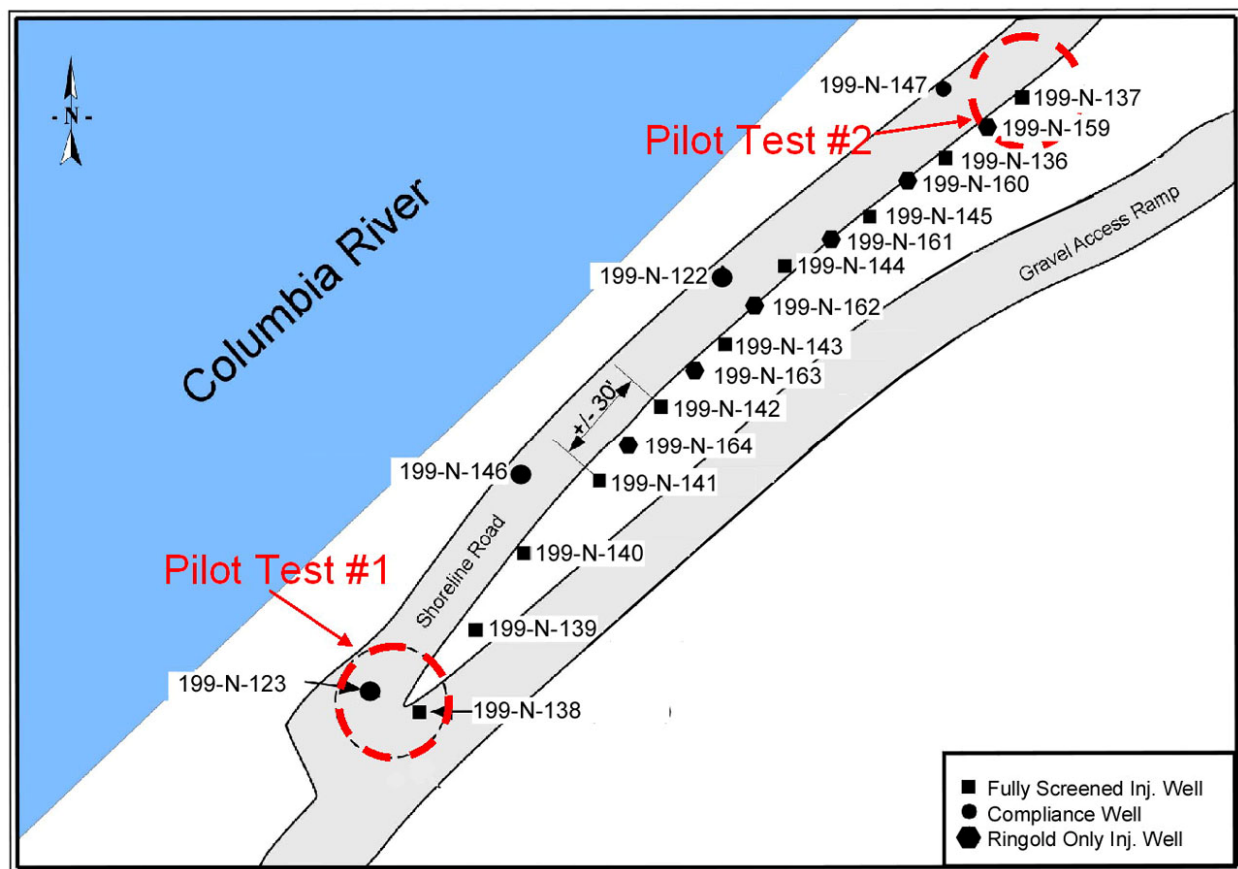 - N -
Columbia River
199-N-147
Pilot Test #2
199-N-137
199-N-159
199-N-136
199-N-160
199-N-145
199-N-161
199-N-144
199-N-122
199-N-162
199-N-143
199-N-163
199-N-142
+/- 30'
199-N-164
199-N-146
199-N-141
Gravel Access Ramp
Shoreline Road
199-N-140
Pilot Test #1
199-N-139
199-N-123
199-N-138
)
Fully Screened Inj. Well
Compliance Well
Ringold Only Inj. Well